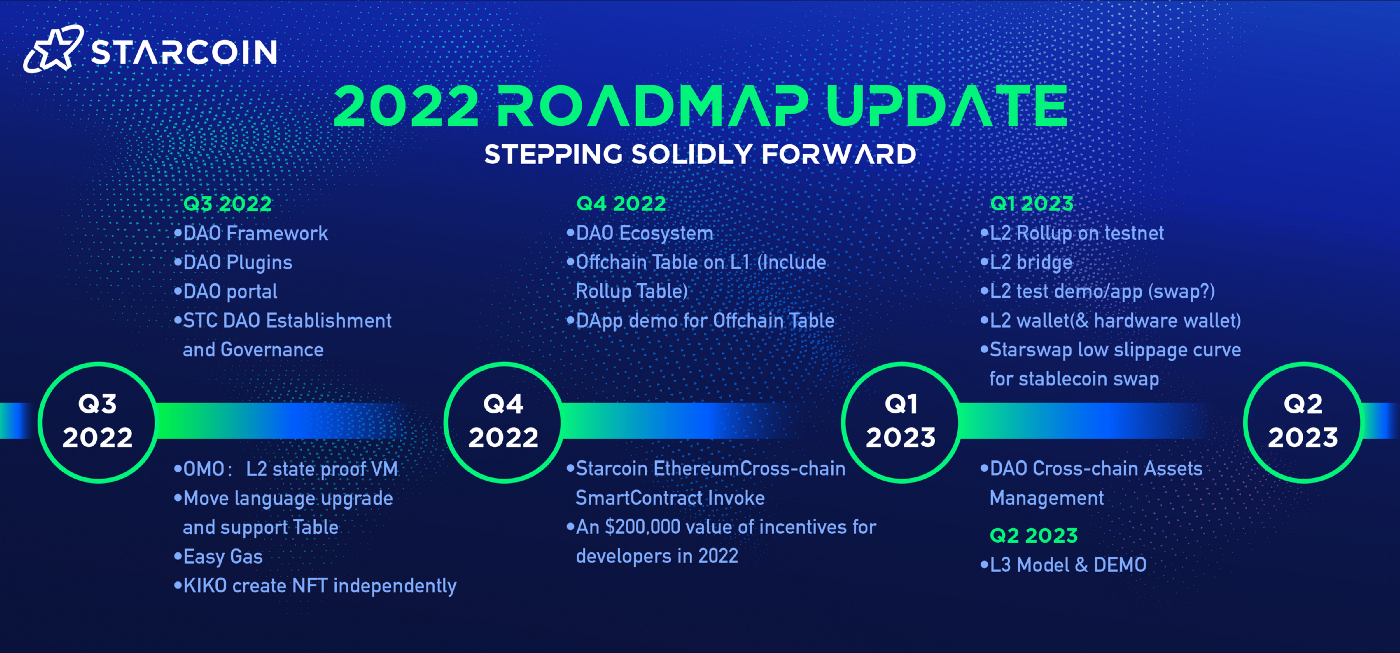 STARCOIN
2022 ROADMAP UPDATE
STEPPING SOLIDLY FORWARD
Q3 2022
•DAO Framework
•DAO Plugins
•DAO portal
•STC DAO Establishment
and Governance
Q4 2022
•DAO Ecosystem
•Offchain Table on L1 (Include
Rollup Table)
•DApp demo for Offchain Table
Q1 2023
•L2 Rollup on testnet
•L2 bridge
•L2 test demo/app (swap?)
•L2 wallet(& hardware wallet)
•Starswap low slippage curve
for stablecoin swap
Q3
2022
Q4
2022
Q1
2023
Q2
2023
•OMO： L2 state proof VM
•Move language upgrade
and support Table
•Easy Gas
•KIKO create NFT independently
•Starcoin EthereumCross-chain
SmartContract Invoke
•An $200,000 value of incentives for
developers in 2022
•DAO Cross-chain Assets
Management
Q2 2023
•L3 Model & DEMO